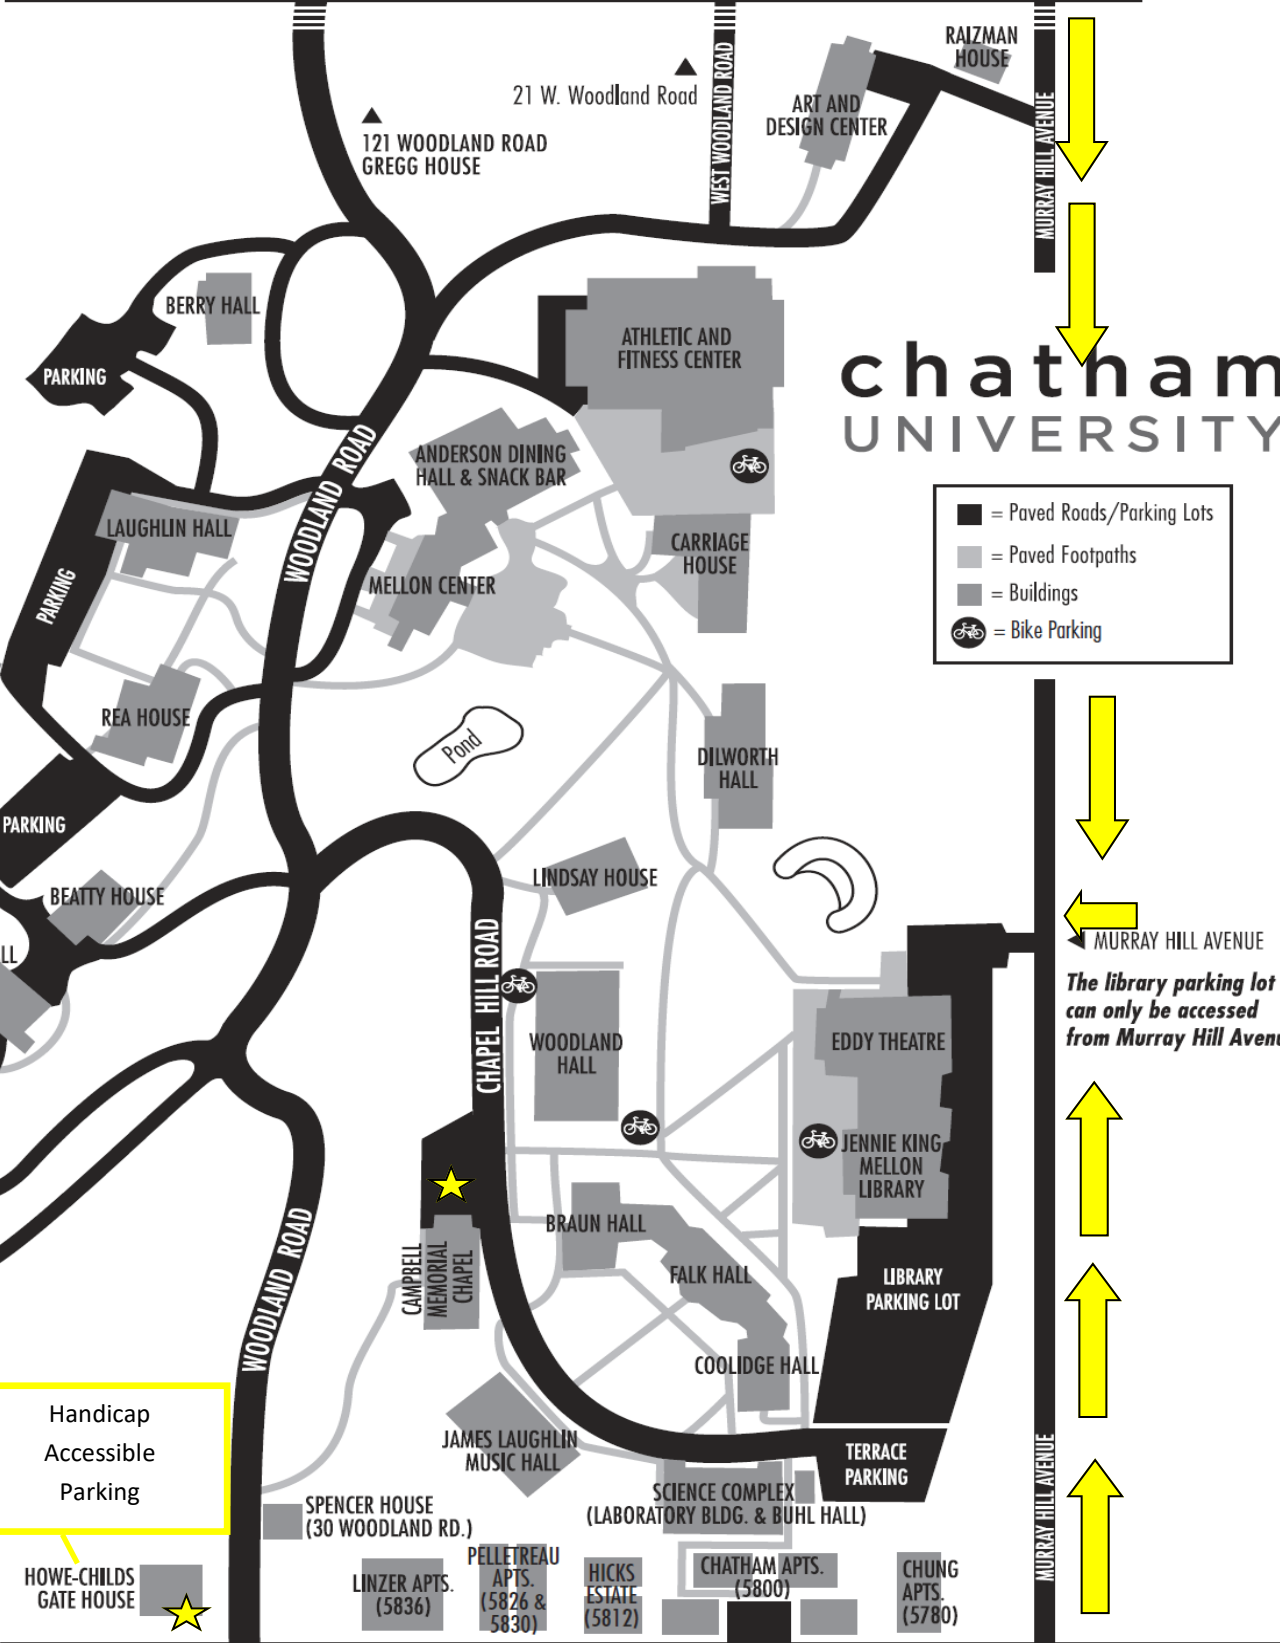 RAIZMAN
HOUSE
21 W. Woodland Road
WEST WOODLAND ROAD
ART AND
DESIGN CENTER
MURRAY HILL AVENUE
121 WOODLAND ROAD
GREGG HOUSE
BERRY HALL
PARKING
ATHLETIC AND
FITNESS CENTER
chatham
UNIVERSITY
WOODLAND ROAD
ANDERSON DINING
HALL & SNACK BAR
LAUGHLIN HALL
PARKING
MELLON CENTER
CARRIAGE
HOUSE
= Paved Roads/Parking Lots
= Paved Footpaths
= Buildings
= Bike Parking
REA HOUSE
Pond
DILWORTH
HALL
PARKING
BEATTY HOUSE
LINDSAY HOUSE
LL
CHAPEL HILL ROAD
MURRAY HILL AVENUE
The library parking lot
can only be accessed
from Murray Hill Avenu
WOODLAND
HALL
EDDY THEATRE
JENNIE KING
MELLON
LIBRARY
BRAUN HALL
CAMPBELL
MEMORIAL
CHAPEL
FALK HALL
LIBRARY
PARKING LOT
WOODLAND ROAD
COOLIDGE HALL
Handicap
Accessible
Parking
JAMES LAUGHLIN
MUSIC HALL
TERRACE
PARKING
MURRAY HILL AVENUE
SCIENCE COMPLEX
(LABORATORY BLDG. & BUHL HALL)
SPENCER HOUSE
(30 WOODLAND RD.)
HOWE-CHILDS
GATE HOUSE
LINZER APTS.
(5836)
PELLETREAU
APTS.
(5826 &
5830)
HICKS
ESTATE
(5812)
CHATHAM APTS.
(5800)
CHUNG
APTS.
(5780)